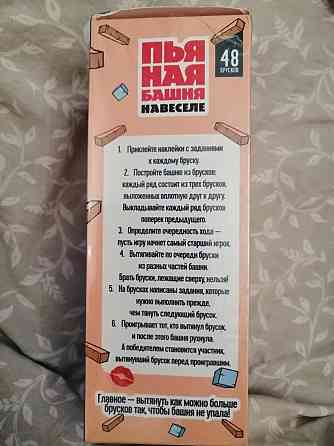 ПЬЯ
НАЯ
БАШНЯ
НАВЕСЕЛЕ
48
БРУСКОВ
1. Приклейте наклейки с заданиями
к каждому бруску.
2. Постройте башню из брусков:
каждый ряд состоит из трех брусков,
выложенных вплотную друг к другу.
Выкладывайте каждый ряд брусков
поперек предыдущего.
3. Определите очередность хода —
пусть игру начнет самый старший игрок.
4. Вытягивайте по очереди бруски
из разных частей башни.
Брать бруски, лежащие сверху, нельзя!
5. На брусках написаны задания, которые
нужно выполнить прежде,
чем тянуть следующий брусок.
6. Проигрывает тот, кто вытянул брусок,
и после этого башня рухнула.
А победителем становится участник,
вытянувший брусок перед проигравшим.
Главное — вытянуть как можно больше
брусков так, чтобы башня не упала!